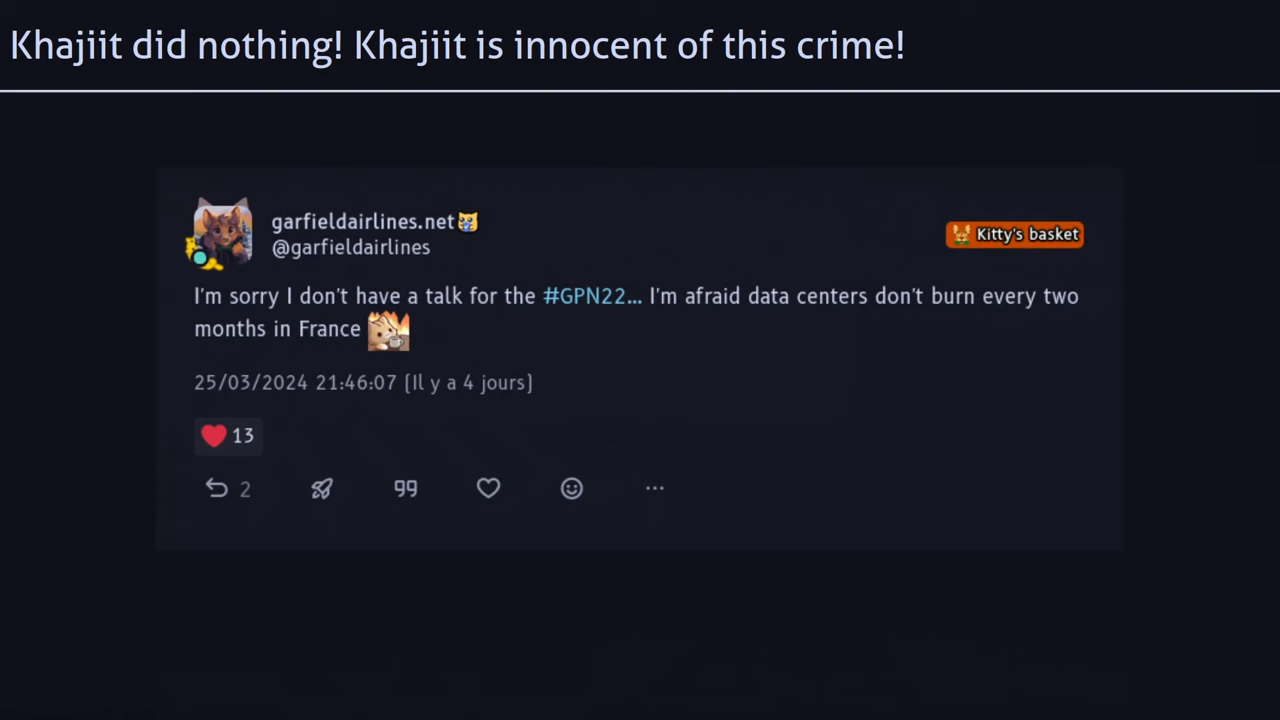 Khajiit did nothing! Khajiit is innocent of this crime!
garfieldairlines.net
Kitty's basket
@garfieldairlines
I'm sorry I don't have a talk for the #GPN22... I'm afraid data centers don't burn every two
months in France
25/03/2024 21:46:07 (Il y a 4 jours)
13
2